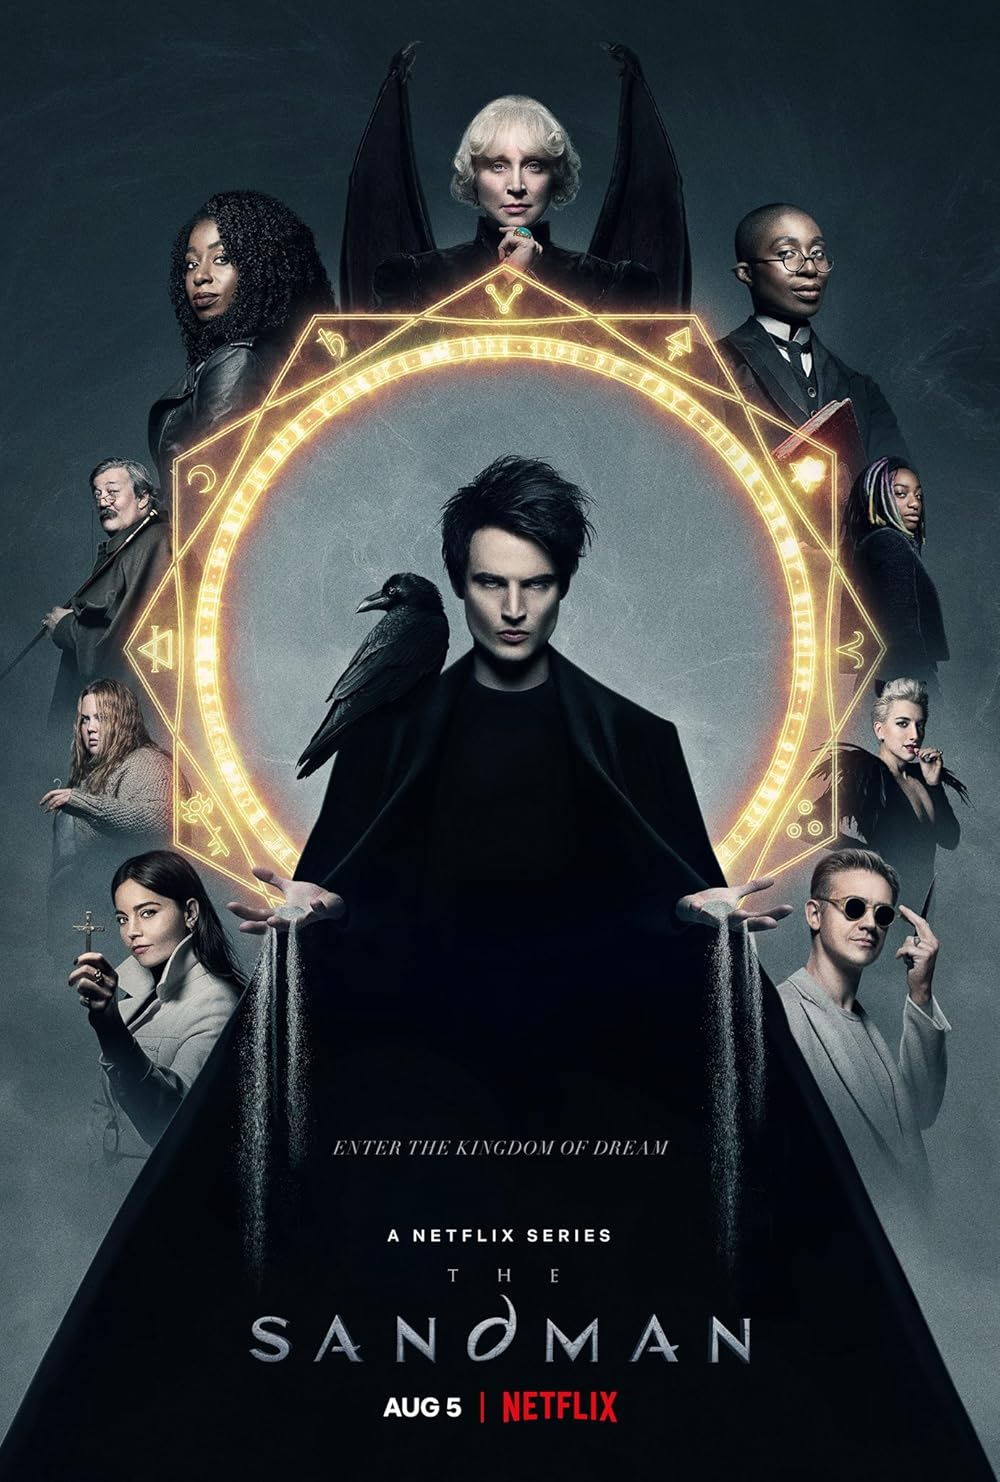 ENTER THE KINGDOM OF DREAM
A NETFLIX SERIES
THE
SANDMAN
AUG 5 | NETFLIX